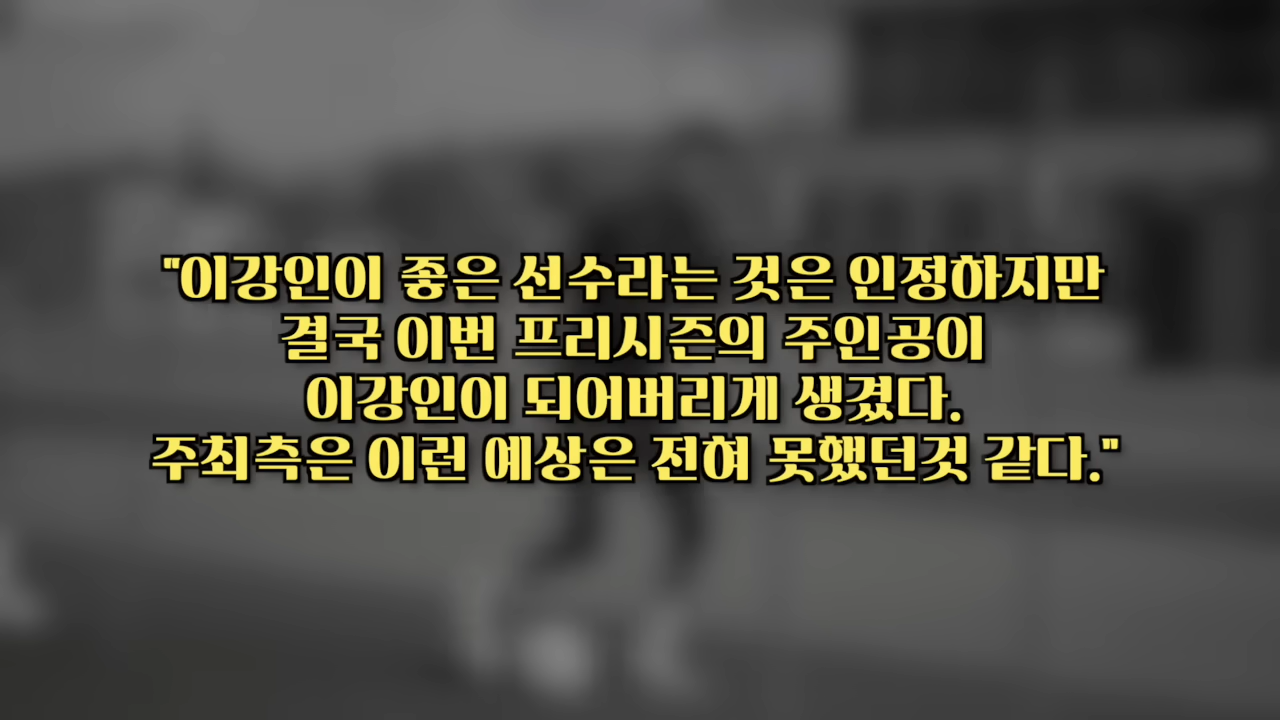 "이강인이 좋은 선수라는 것은 인정하지만
결국 이번 프리시즌의 주인공이
이강인이 되어버리게 생겼다.
주최측은 이런 예상은 전혀 못했던것 같다."